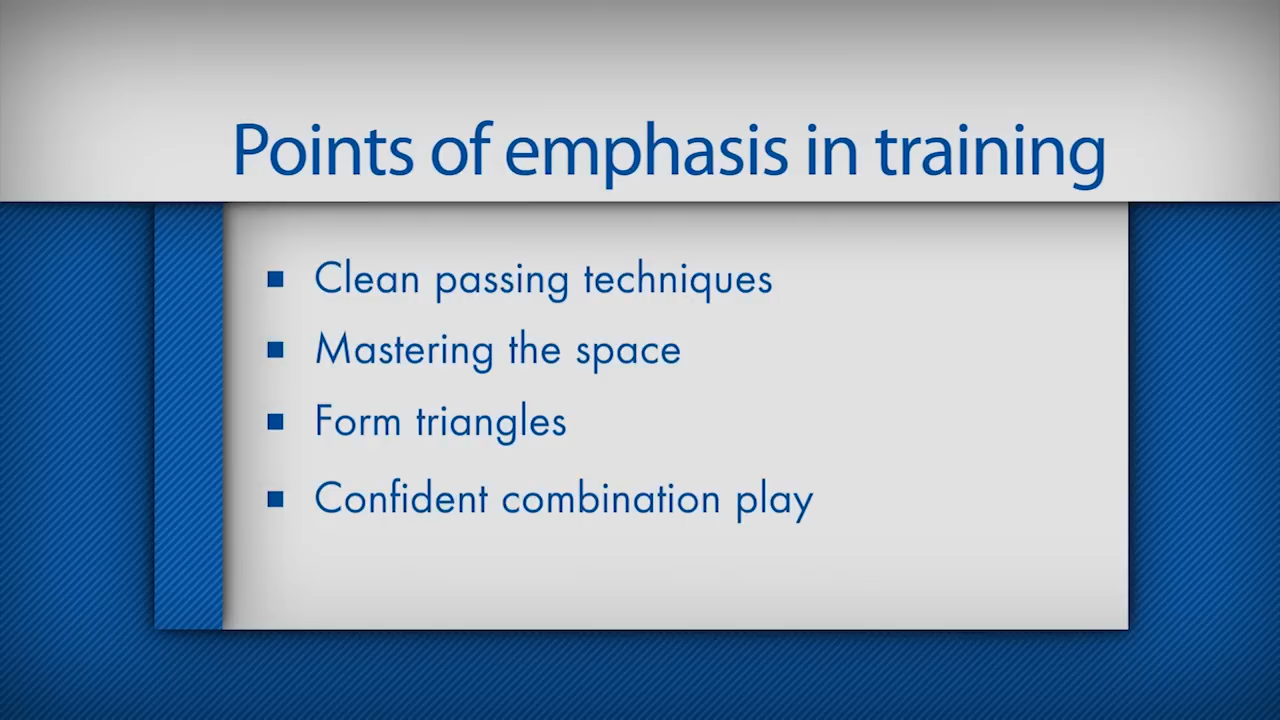 Points of emphasis in training
Clean passing techniques
Mastering the space
Form triangles
Confident combination play